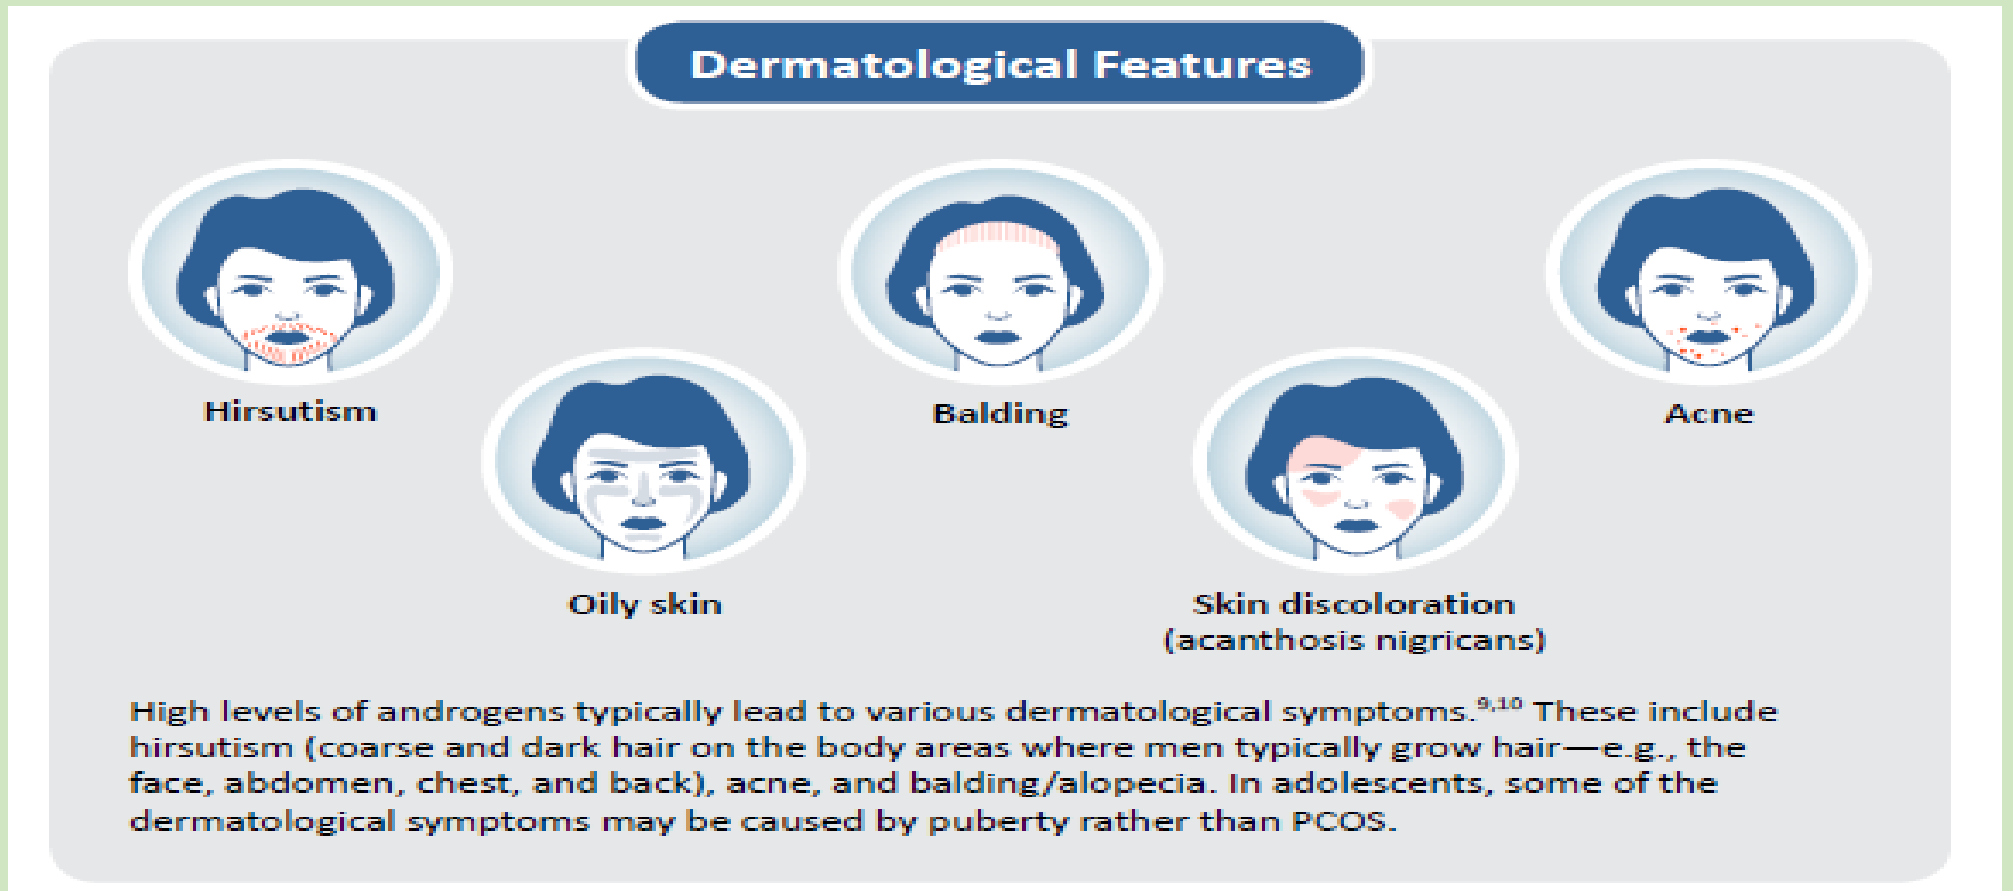 Dermatological Features
Hirsutism
Balding
Acne
Oily skin
Skin discoloration
(acanthosis nigricans)
High levels of androgens typically lead to various dermatological symptoms.9,10 These include
hirsutism (coarse and dark hair on the body areas where men typically grow hair—e.g., the
face, abdomen, chest, and back), acne, and balding/alopecia. In adolescents, some of the
dermatological symptoms may be caused by puberty rather than PCOS.